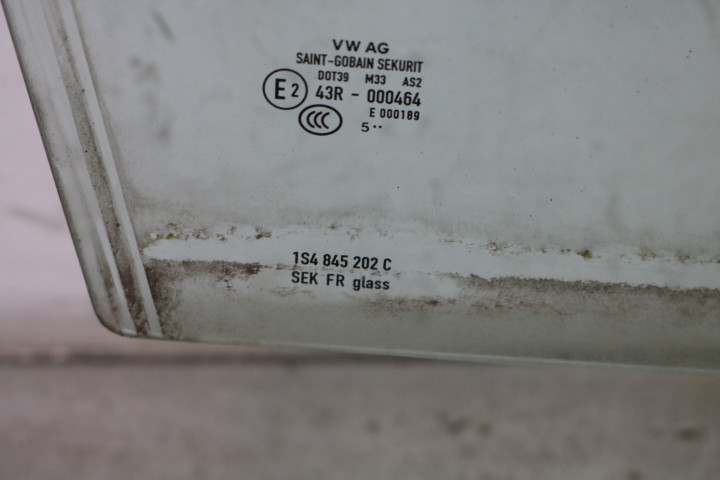 VW AG
SAINT-GOBAIN SEKURIT
DOT39 M33 AS2
E2 43R - 000464
E 000189
CCC 5··
1S4 845 202 C
SEK FR glass